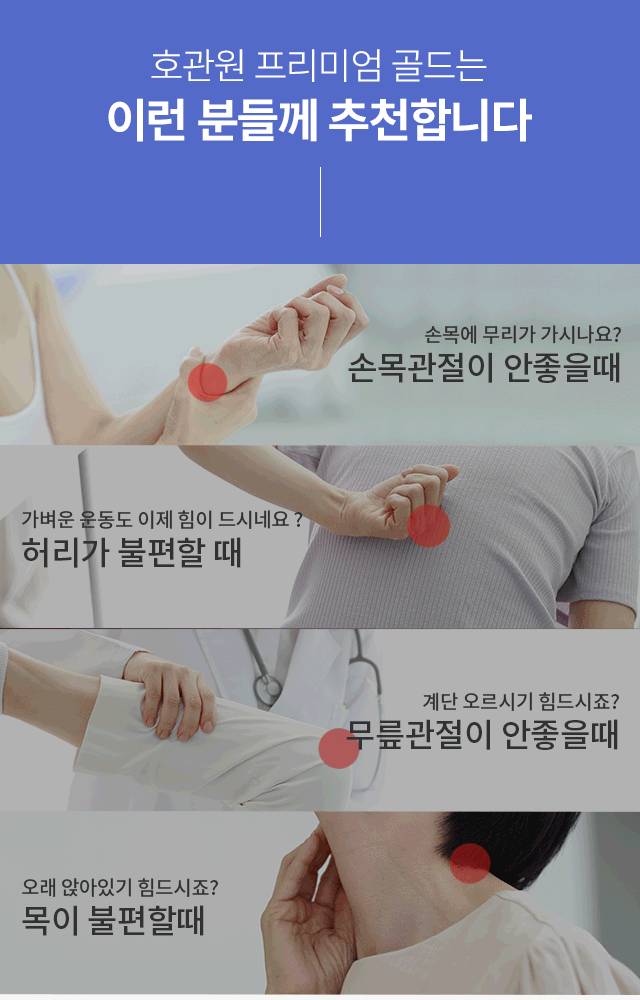 호관원 프리미엄 골드는
이런 분들께 추천합니다
손목에 무리가 가시나요?
손목관절이 안좋을때
가벼운 운동도 이제 힘이 드시네요 ?
허리가 불편할 때
계단 오르시기 힘드시죠?
무릎관절이 안좋을때
오래 앉아있기 힘드시죠?
목이 불편할때